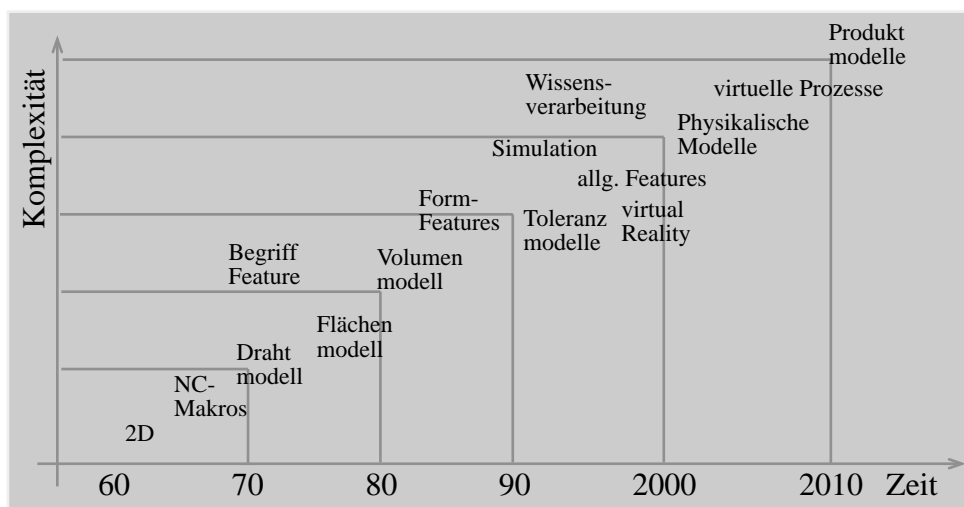 Produkt
modelle
Komplexität
Wissens-
verarbeitung
virtuelle Prozesse
Physikalische
Modelle
Simulation
allg. Features
Form-
Features
Toleranz
modelle
virtual
Reality
Begriff
Feature
Volumen
modell
Flächen
modell
Draht
modell
NC-
Makros
2D
60 70 80 90 2000 2010 Zeit